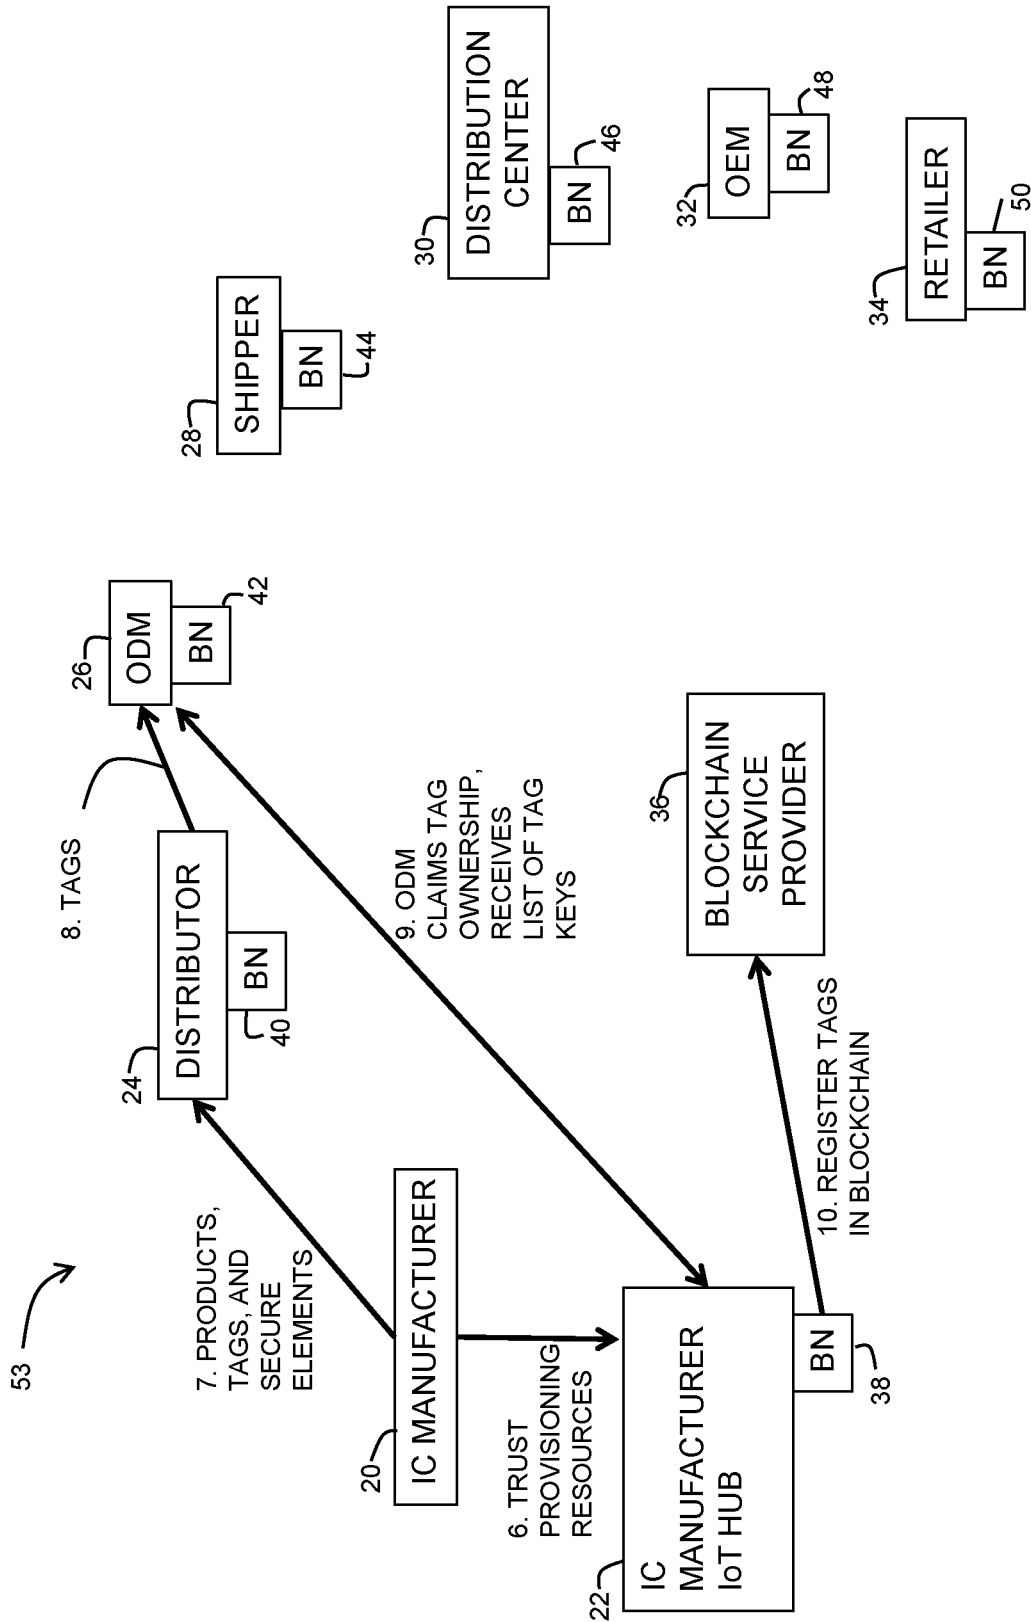 53
8. TAGS
26
ODM
BN
42
24
DISTRIBUTOR
BN
40
28
SHIPPER
BN
44
7. PRODUCTS,
TAGS, AND
SECURE
ELEMENTS
20
IC MANUFACTURER
9. ODM
CLAIMS TAG
OWNERSHIP,
RECEIVES
LIST OF TAG
KEYS
30
DISTRIBUTION
CENTER
BN
46
6. TRUST
PROVISIONING
RESOURCES
22
IC
MANUFACTURER
IoT HUB
BN
38
36
BLOCKCHAIN
SERVICE
PROVIDER
32
OEM
BN
48
10. REGISTER TAGS
IN BLOCKCHAIN
34
RETAILER
BN
50